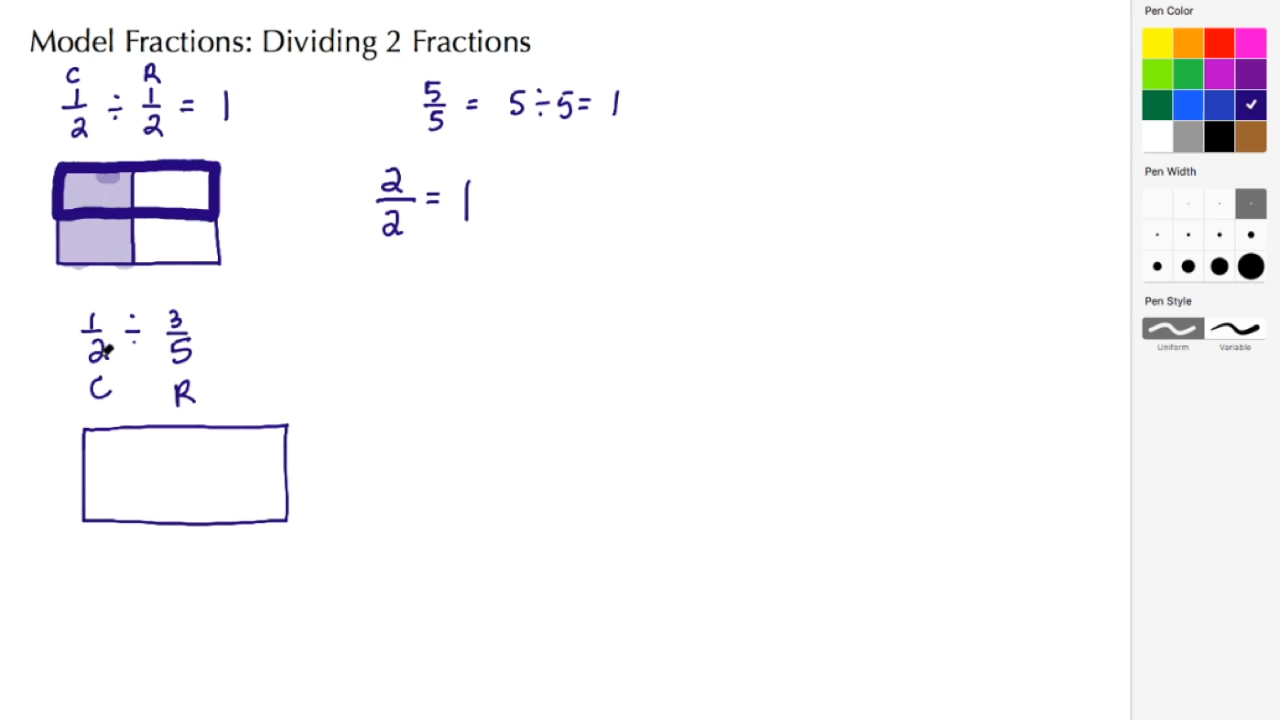 Model Fractions: Dividing 2 Fractions
C R
1/2 ÷ 1/2 = 1
5/5 = 5÷5= 1
2/2 = 1
1/2 ÷ 3/5
C R
Pen Color
Pen Width
Pen Style
Uniform Variable